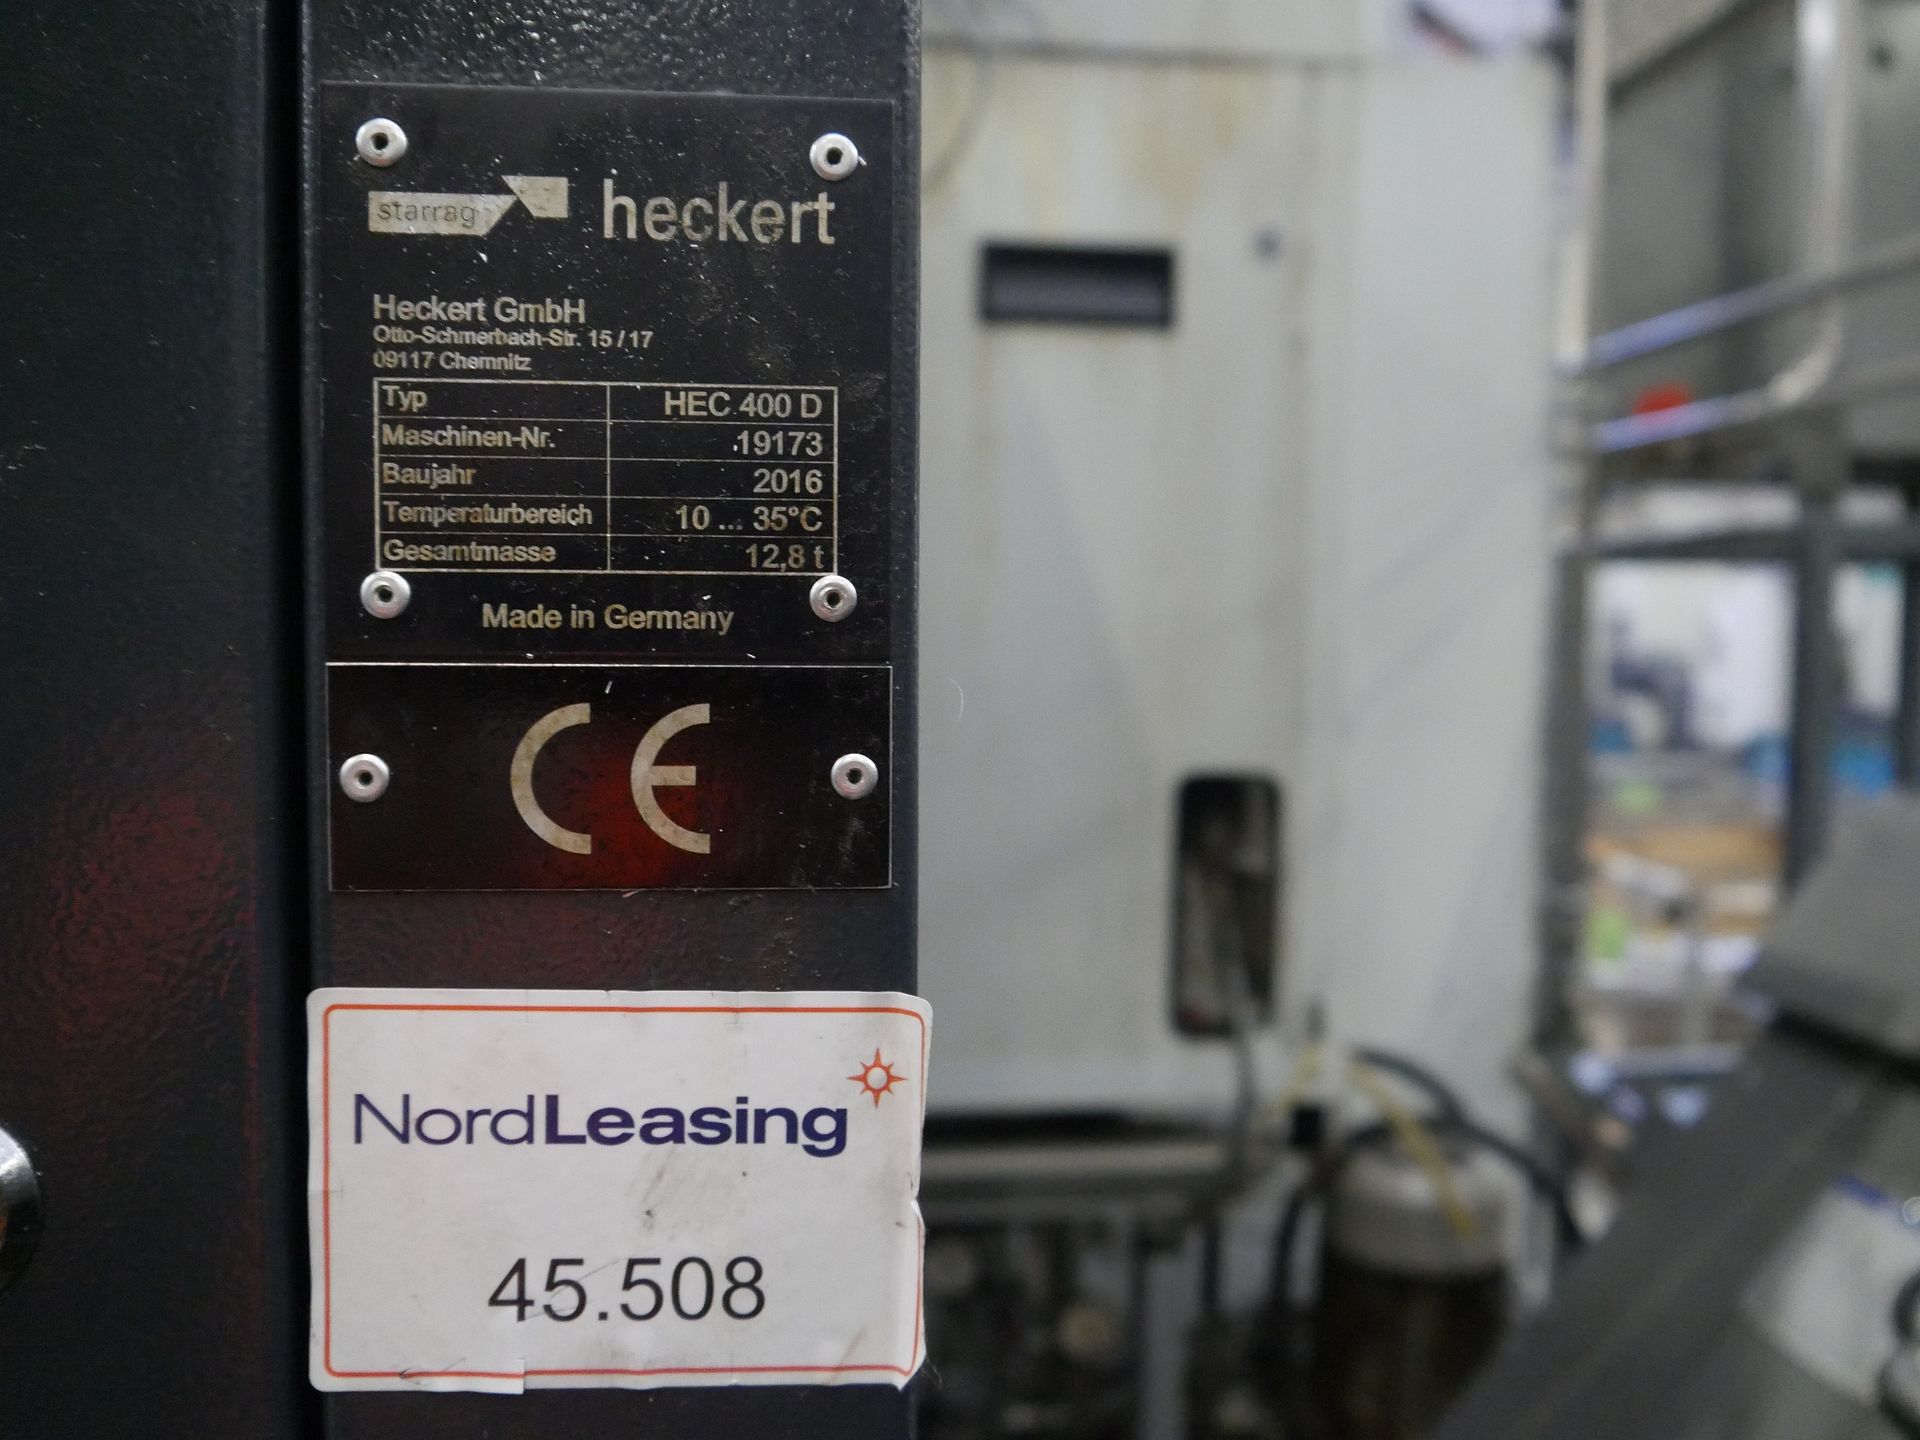 starrag heckert
Heckert GmbH
Otto-Schmerbach-Str. 15 / 17
09117 Chemnitz
Typ HEC 400 D
Maschinen-Nr. 19173
Baujahr 2016
Temperaturbereich 10 ... 35°C
Gesamtmasse 12,8 t
Made in Germany
CE
NordLeasing
45.508